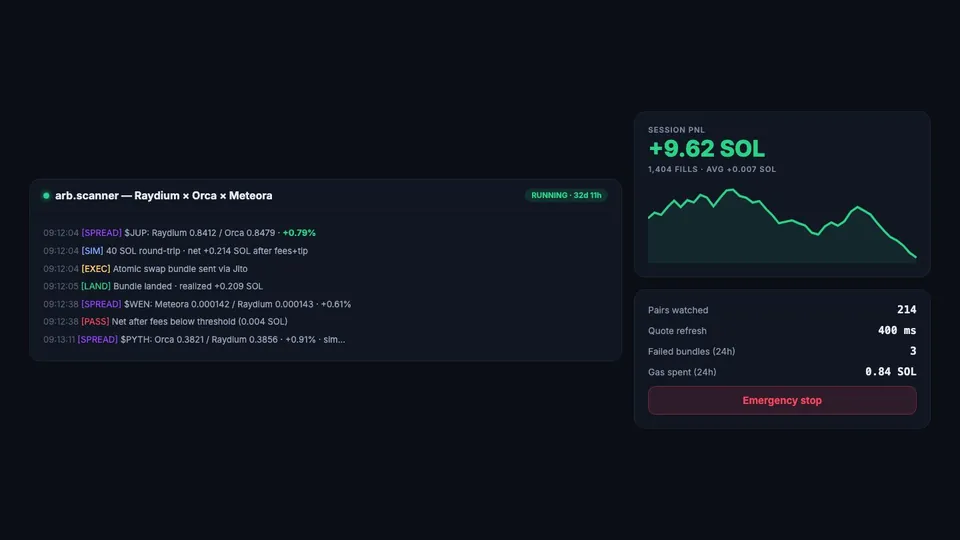 arb.scanner — Raydium × Orca × Meteora
RUNNING · 32d 11h
09:12:04 [SPREAD] $JUP: Raydium 0.8412 / Orca 0.8479 · +0.79%
09:12:04 [SIM] 40 SOL round-trip · net +0.214 SOL after fees+tip
09:12:04 [EXEC] Atomic swap bundle sent via Jito
09:12:05 [LAND] Bundle landed · realized +0.209 SOL
09:12:38 [SPREAD] $WEN: Meteora 0.000142 / Raydium 0.000143 · +0.61%
09:12:38 [PASS] Net after fees below threshold (0.004 SOL)
09:13:11 [SPREAD] $PYTH: Orca 0.3821 / Raydium 0.3856 · +0.91% · sim...
SESSION PNL
+9.62 SOL
1,404 FILLS · AVG +0.007 SOL
Pairs watched 214
Quote refresh 400 ms
Failed bundles (24h) 3
Gas spent (24h) 0.84 SOL
Emergency stop